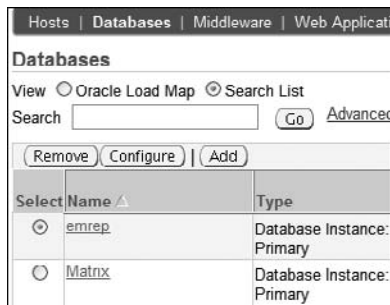 Hosts | Databases | Middleware | Web Applicati
Databases
View Oracle Load Map Search List
Search Go Advanced
Remove Configure | Add
Select Name Type
emrep Database Instance:
Primary
Matrix Database Instance:
Primary